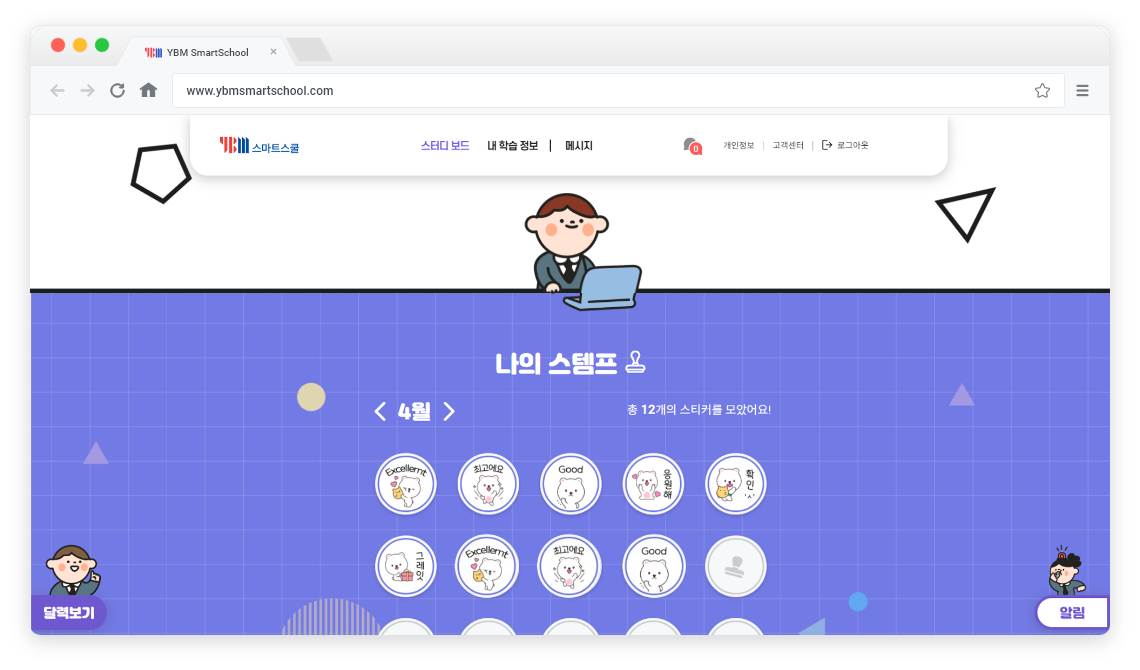 YBM SmartSchool
www.ybmsmartschool.com
YBM 스마트스쿨 스터디 보드 내 학습 정보 | 메시지 0 개인정보 | 고객센터 | 로그아웃
나의 스템프
4월 총 12개의 스티커를 모았어요!
Excellernt 최고에요 Good 응원해 확인
그레잇 Excellernt 최고에요 Good
달력보기 알림